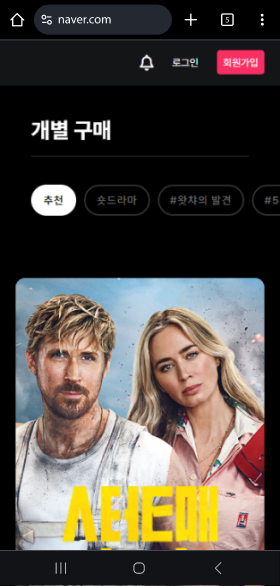 naver.com
5
로그인
회원가입
개별 구매
추천
숏드라마
#왓챠의 발견
#5
스턴트맨